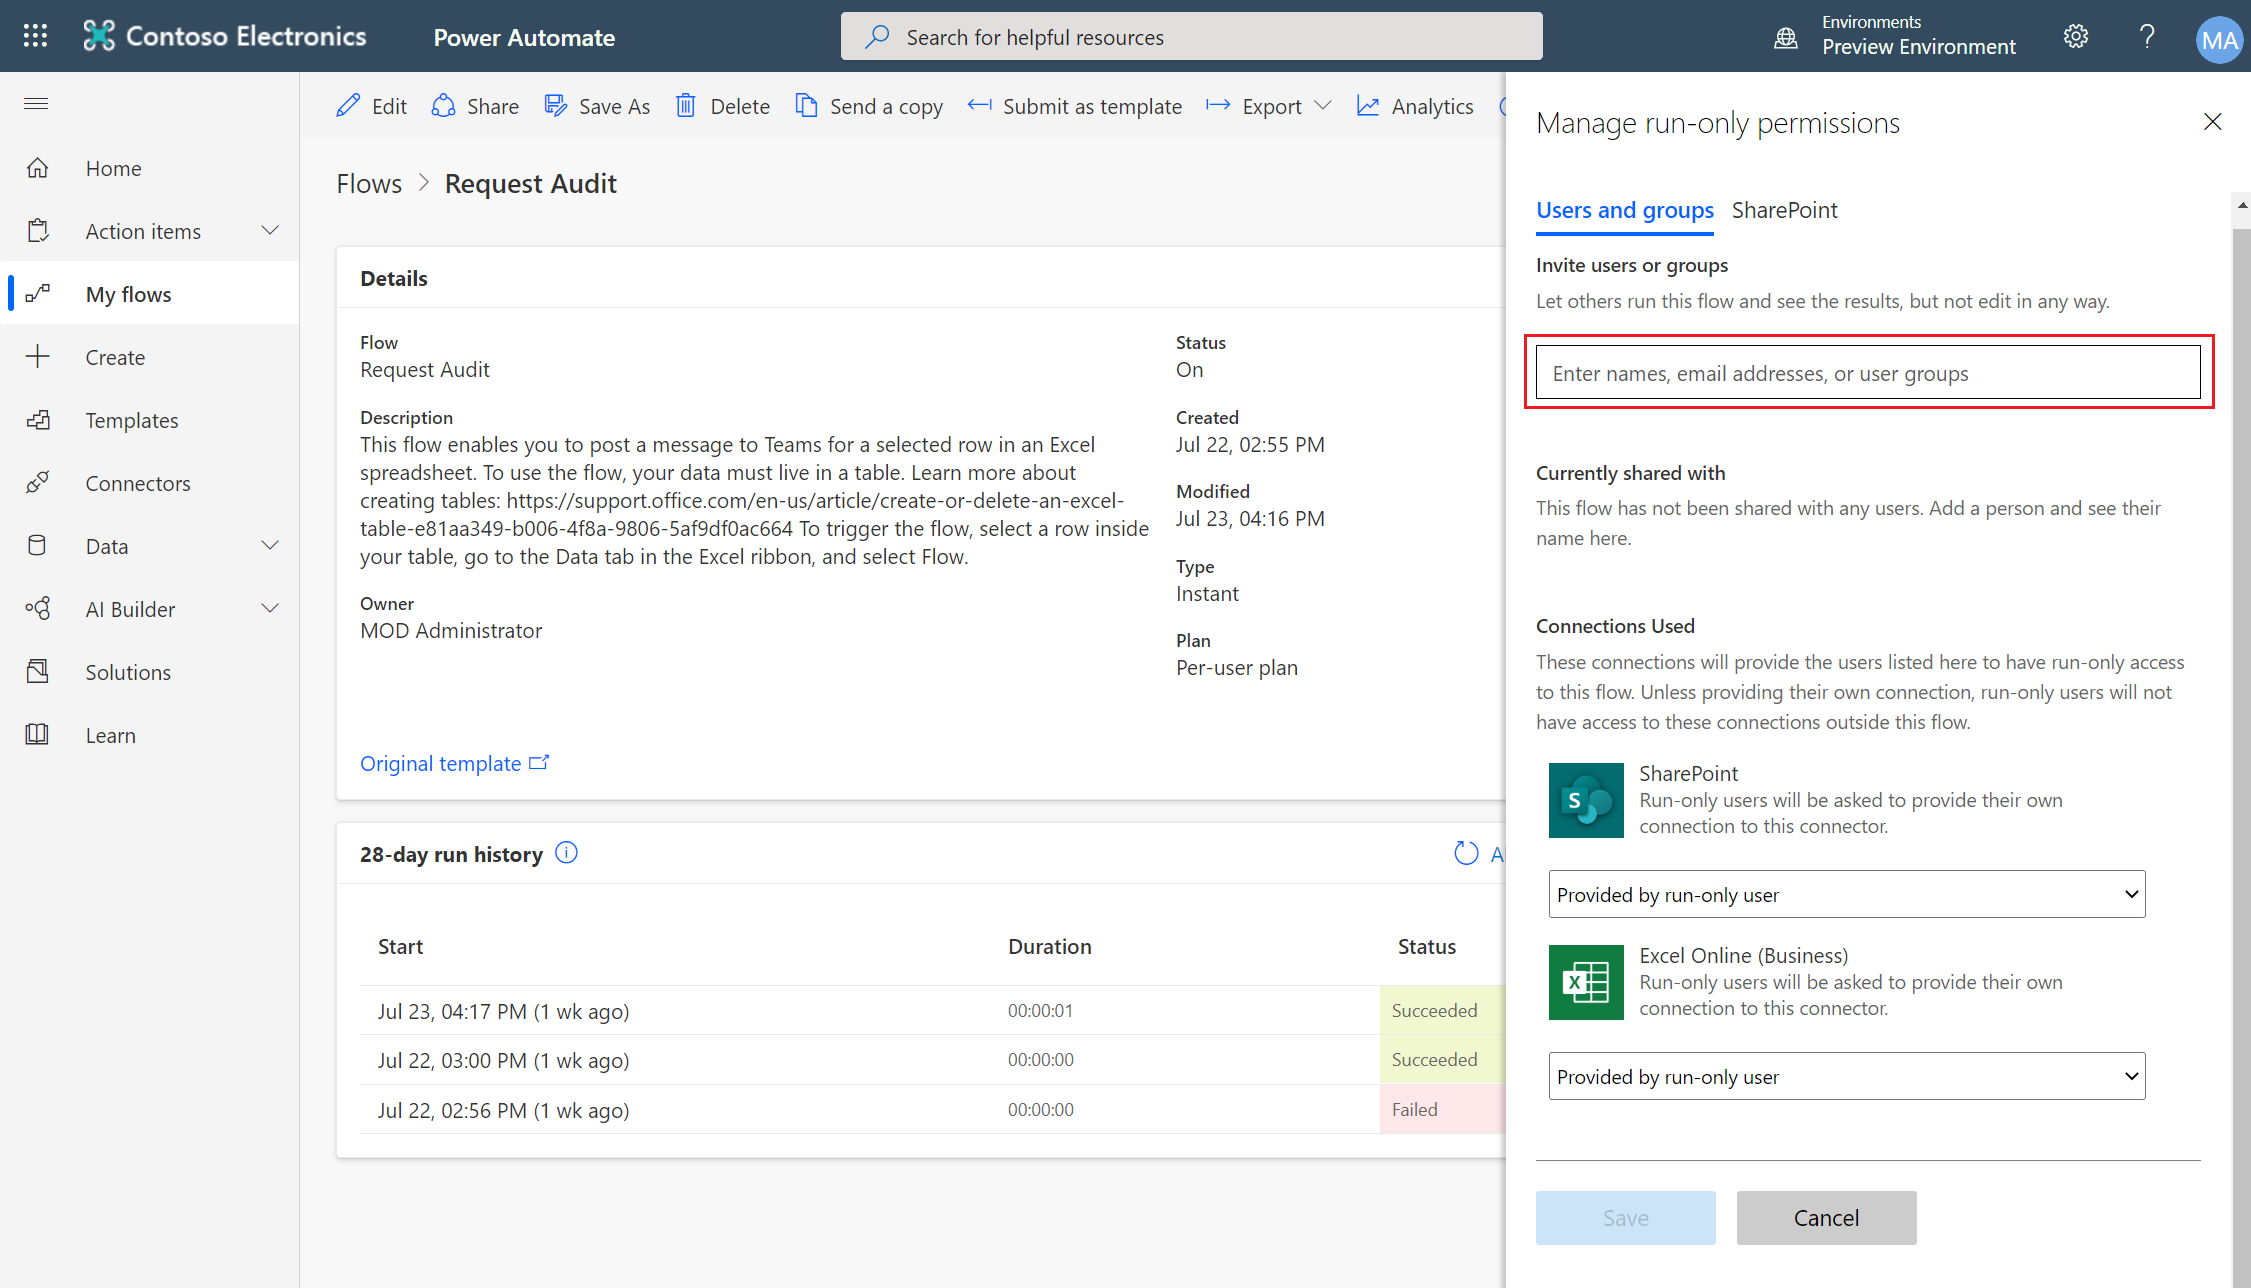 Contoso Electronics
Power Automate
Search for helpful resources
Environments
Preview Environment
?
MA
Edit
Share
Save As
Delete
Send a copy
Submit as template
Export
Analytics
Home
Action items
My flows
Create
Templates
Connectors
Data
AI Builder
Solutions
Learn
Flows > Request Audit
Details
Flow
Request Audit
Description
This flow enables you to post a message to Teams for a selected row in an Excel
spreadsheet. To use the flow, your data must live in a table. Learn more about
creating tables: https://support.office.com/en-us/article/create-or-delete-an-excel-
table-e81aa349-b006-4f8a-9806-5af9df0ac664 To trigger the flow, select a row inside
your table, go to the Data tab in the Excel ribbon, and select Flow.
Owner
MOD Administrator
Status
On
Created
Jul 22, 02:55 PM
Modified
Jul 23, 04:16 PM
Type
Instant
Plan
Per-user plan
Original template
28-day run history
A
Start Duration Status
Jul 23, 04:17 PM (1 wk ago) 00:00:01 Succeeded
Jul 22, 03:00 PM (1 wk ago) 00:00:00 Succeeded
Jul 22, 02:56 PM (1 wk ago) 00:00:00 Failed
Manage run-only permissions
Users and groups
SharePoint
Invite users or groups
Let others run this flow and see the results, but not edit in any way.
Enter names, email addresses, or user groups
Currently shared with
This flow has not been shared with any users. Add a person and see their
name here.
Connections Used
These connections will provide the users listed here to have run-only access
to this flow. Unless providing their own connection, run-only users will not
have access to these connections outside this flow.
S
SharePoint
Run-only users will be asked to provide their own
connection to this connector.
Provided by run-only user
X
Excel Online (Business)
Run-only users will be asked to provide their own
connection to this connector.
Provided by run-only user
Save
Cancel